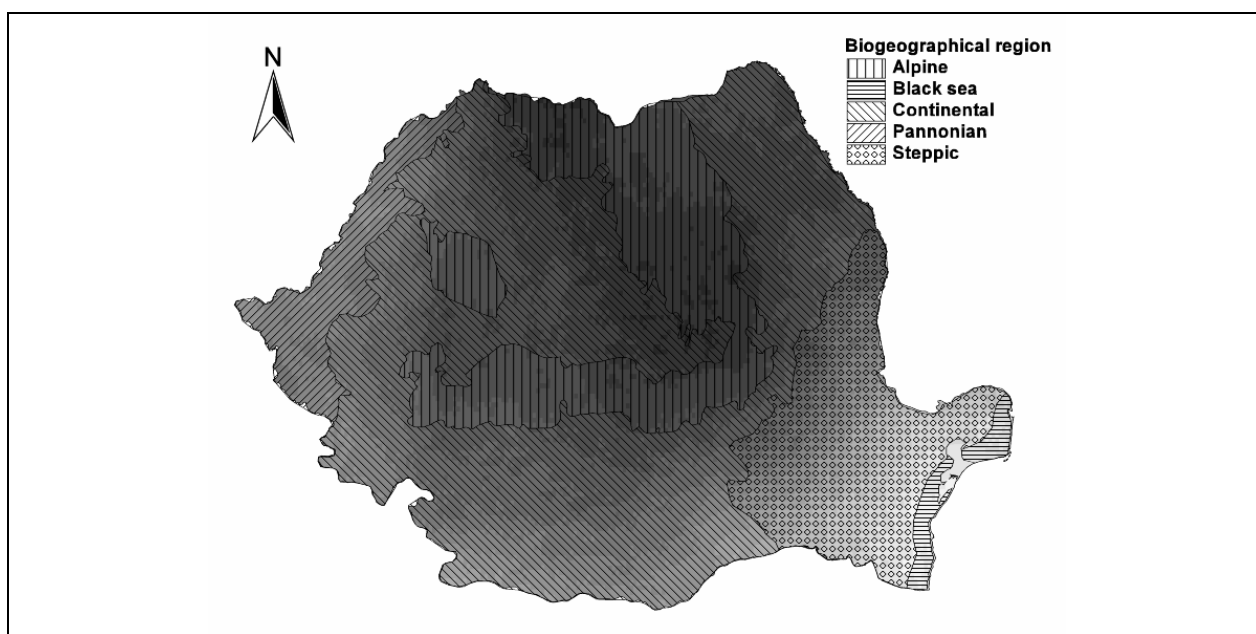 N
Biogeographical region
Alpine
Black sea
Continental
Pannonian
Steppic